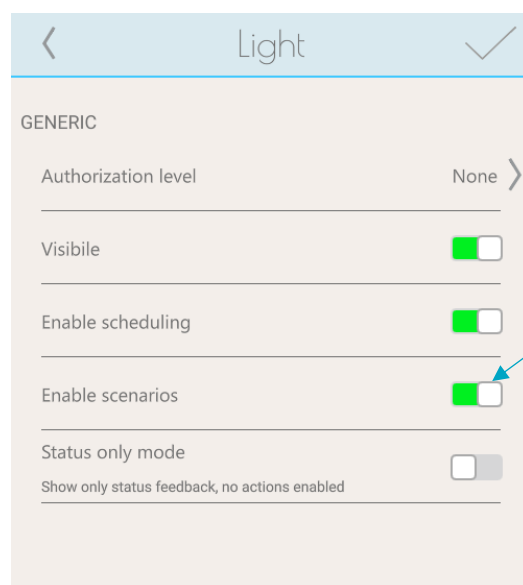 Light
GENERIC
Authorization level None
Visibile
Enable scheduling
Enable scenarios
Status only mode
Show only status feedback, no actions enabled